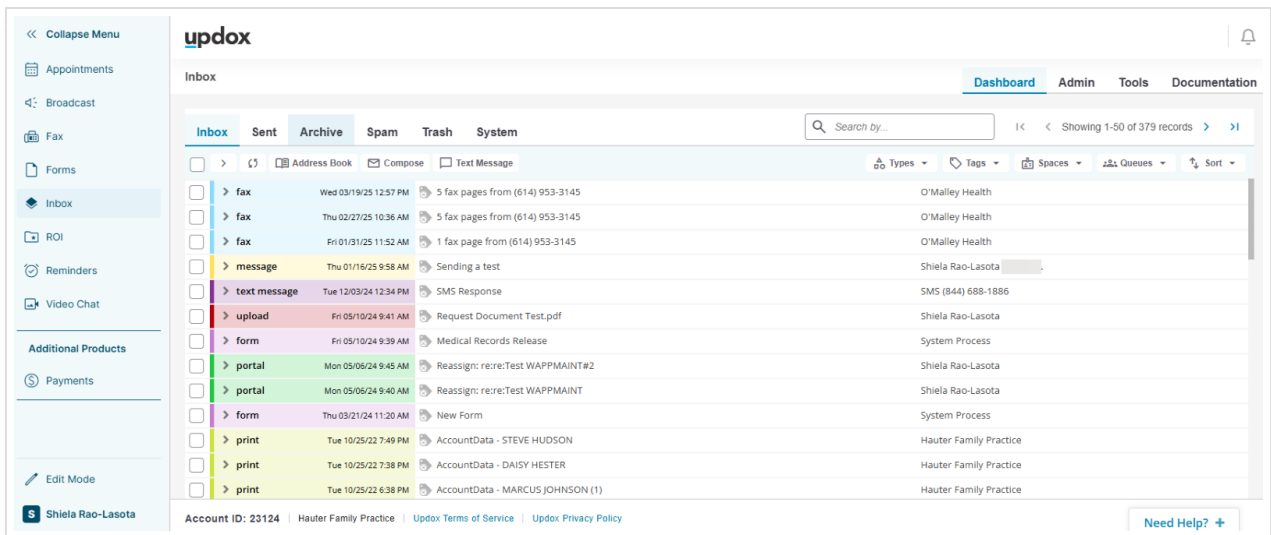 Collapse Menu
Appointments
Broadcast
Fax
Forms
Inbox
ROI
Reminders
Video Chat
Additional Products
Payments
Edit Mode
S Shiela Rao-Lasota
updox
Inbox
Dashboard Admin Tools Documentation
Inbox Sent Archive Spam Trash System Search by... Showing 1-50 of 379 records
Address Book Compose Text Message Types Tags Spaces Queues Sort
fax Wed 03/19/25 12:57 PM 5 fax pages from (614) 953-3145 O'Malley Health
fax Thu 02/27/25 10:36 AM 5 fax pages from (614) 953-3145 O'Malley Health
fax Fri 01/31/25 11:52 AM 1 fax page from (614) 953-3145 O'Malley Health
message Thu 01/16/25 9:58 AM Sending a test Shiela Rao-Lasota .
text message Tue 12/03/24 12:34 PM SMS Response SMS (844) 688-1886
upload Fri 05/10/24 9:41 AM Request Document Test.pdf Shiela Rao-Lasota
form Fri 05/10/24 9:39 AM Medical Records Release System Process
portal Mon 05/06/24 9:45 AM Reassign: re:re:Test WAPPMAINT#2 Shiela Rao-Lasota
portal Mon 05/06/24 9:40 AM Reassign: re:re:Test WAPPMAINT Shiela Rao-Lasota
form Thu 03/21/24 11:20 AM New Form System Process
print Tue 10/25/22 7:49 PM AccountData - STEVE HUDSON Hauter Family Practice
print Tue 10/25/22 7:38 PM AccountData - DAISY HESTER Hauter Family Practice
print Tue 10/25/22 6:38 PM AccountData - MARCUS JOHNSON (1) Hauter Family Practice
Account ID: 23124 | Hauter Family Practice | Updox Terms of Service | Updox Privacy Policy
Need Help? +